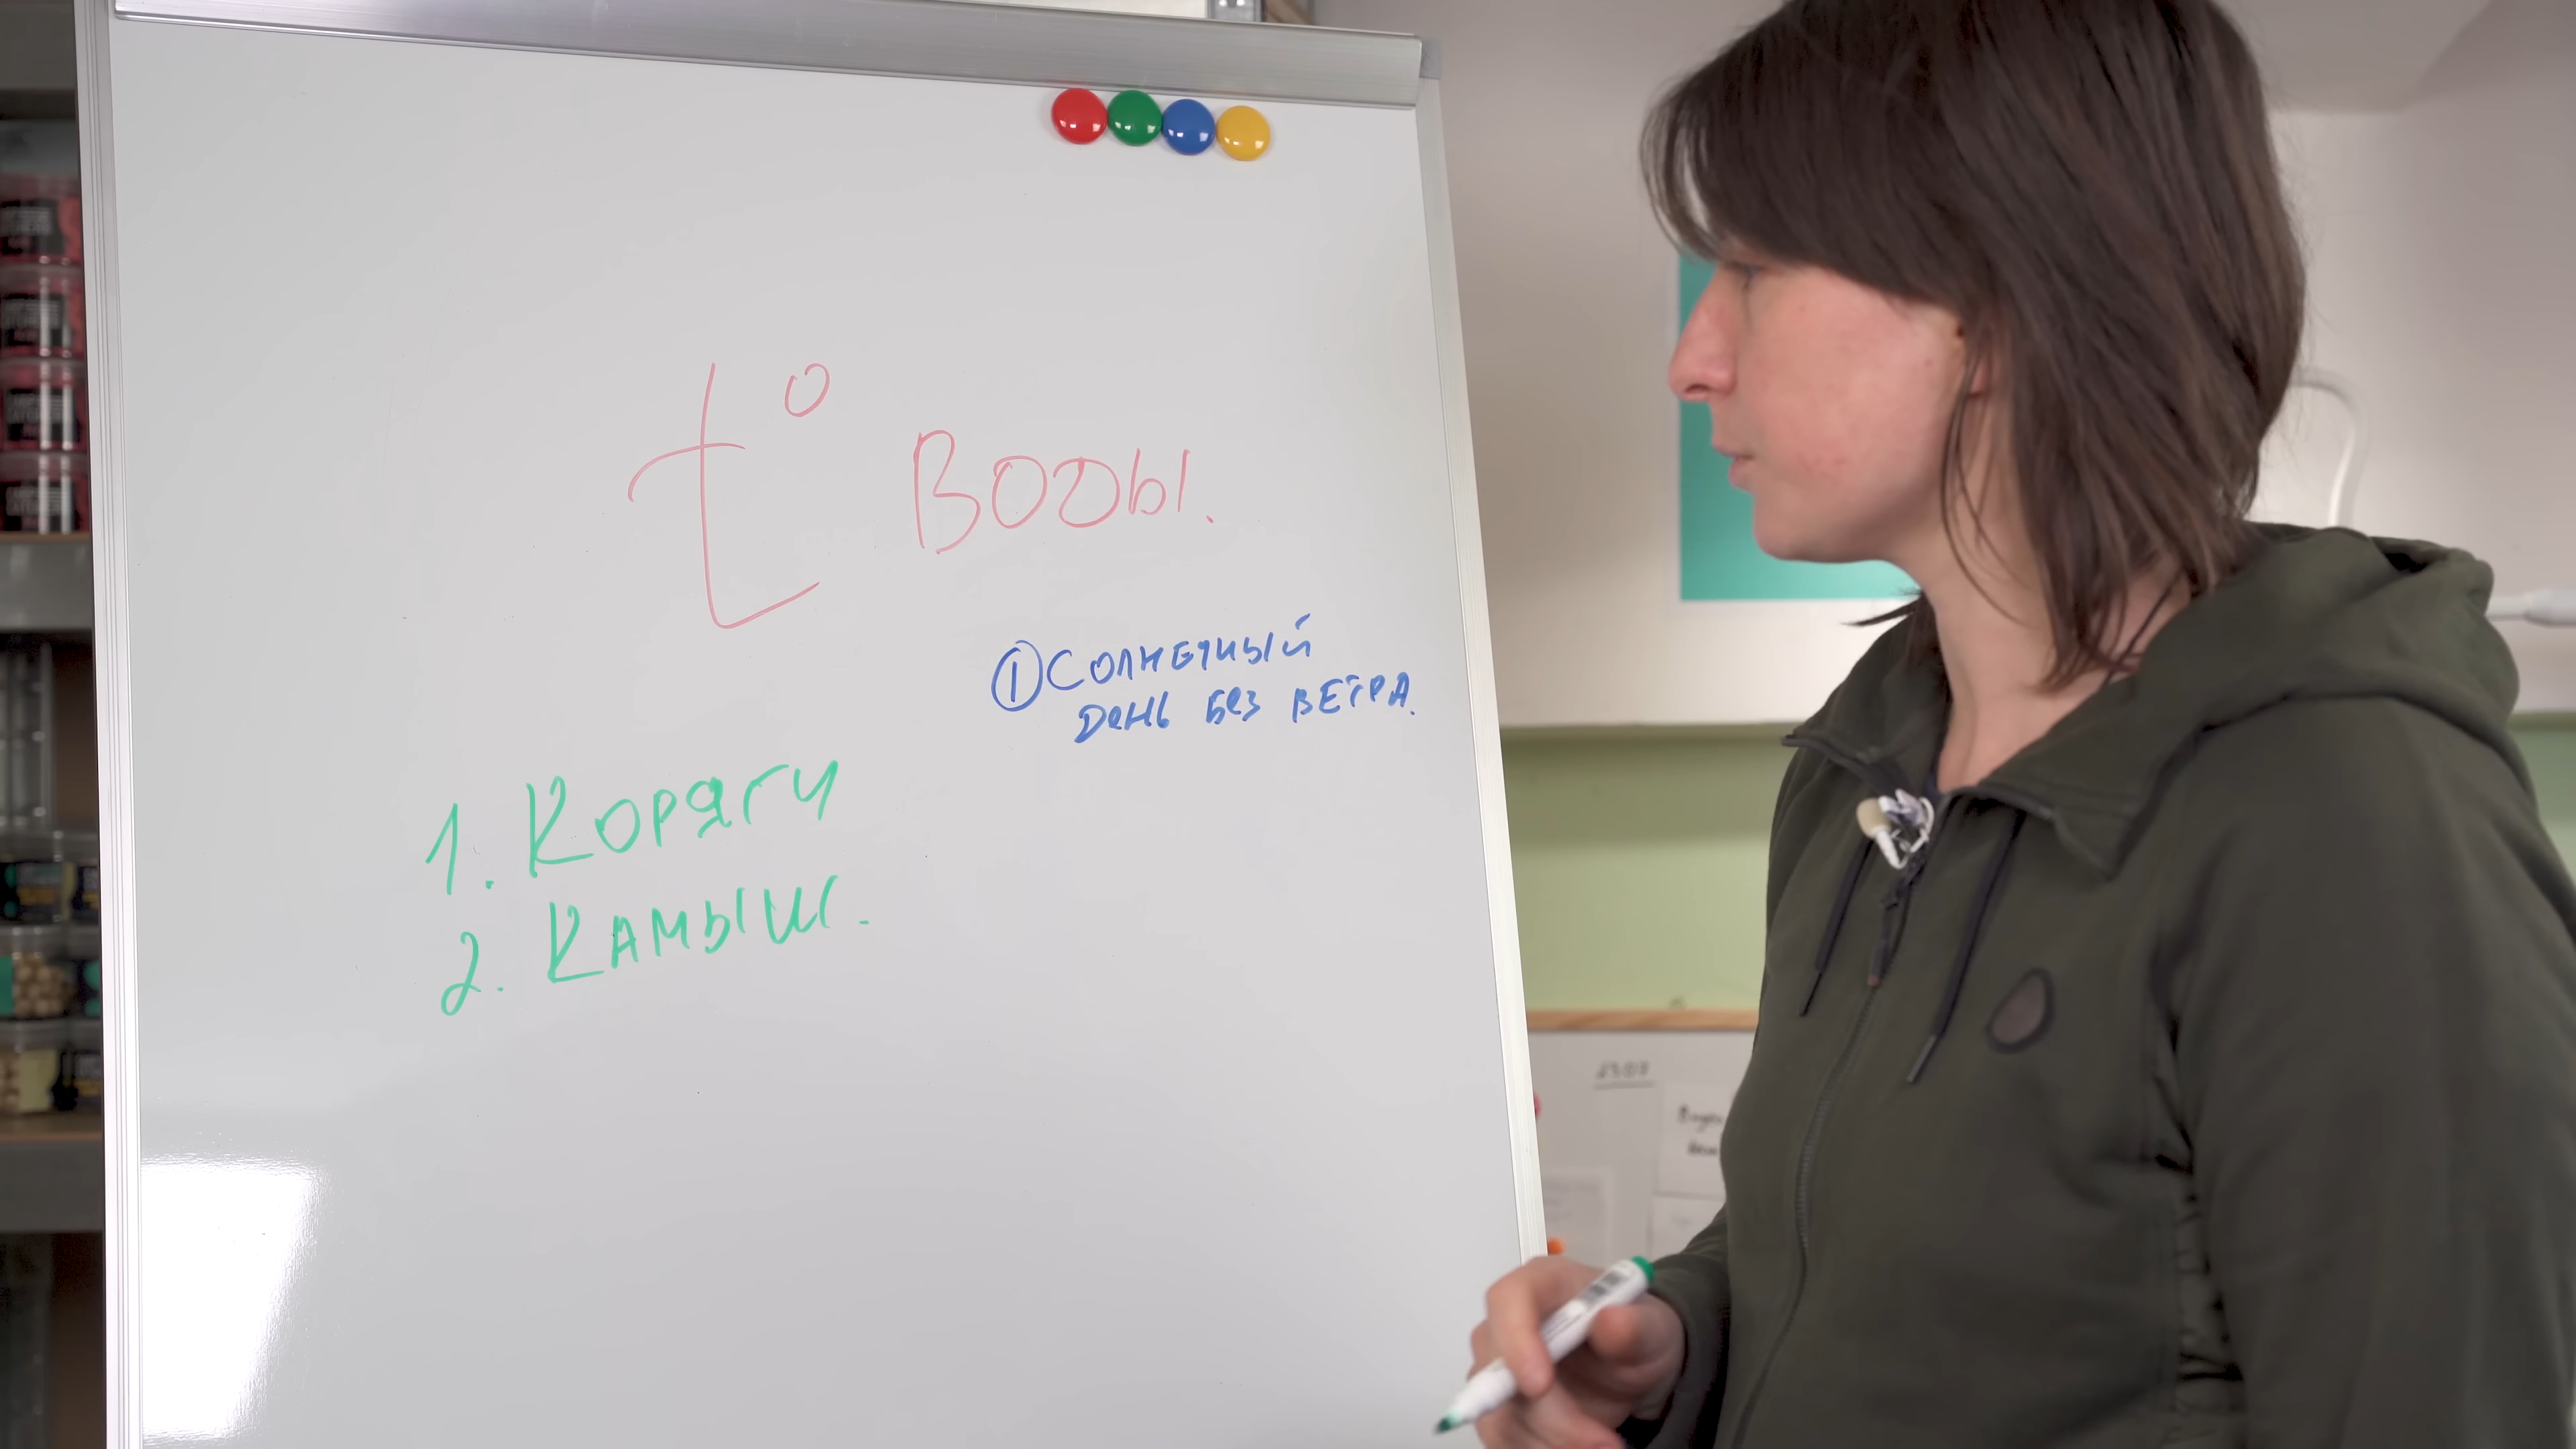 t° Воды.
① Солнечный
день без ветра.
1. Коряги
2. Камыш.